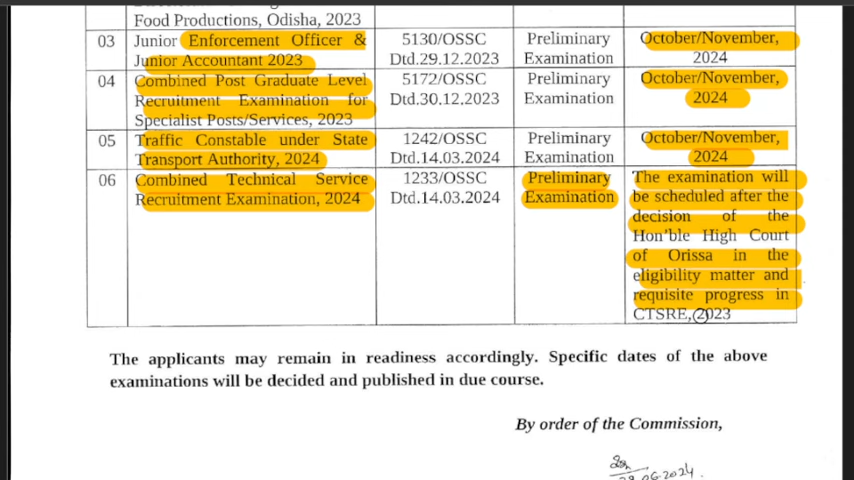 Food Productions, Odisha, 2023
03 Junior Enforcement Officer & Junior Accountant 2023
5130/OSSC
Dtd.29.12.2023
Preliminary
Examination
October/November,
2024
04 Combined Post Graduate Level
Recruitment Examination for
Specialist Posts/Services, 2023
5172/OSSC
Dtd.30.12.2023
Preliminary
Examination
October/November,
2024
05 Traffic Constable under State
Transport Authority, 2024
1242/OSSC
Dtd.14.03.2024
Preliminary
Examination
October/November,
2024
06 Combined Technical Service
Recruitment Examination, 2024
1233/OSSC
Dtd.14.03.2024
Preliminary
Examination
The examination will
be scheduled after the
decision of the
Hon'ble High Court
of Orissa in the
eligibility matter and
requisite progress in
CTSRE, 2023
The applicants may remain in readiness accordingly. Specific dates of the above
examinations will be decided and published in due course.
By order of the Commission,